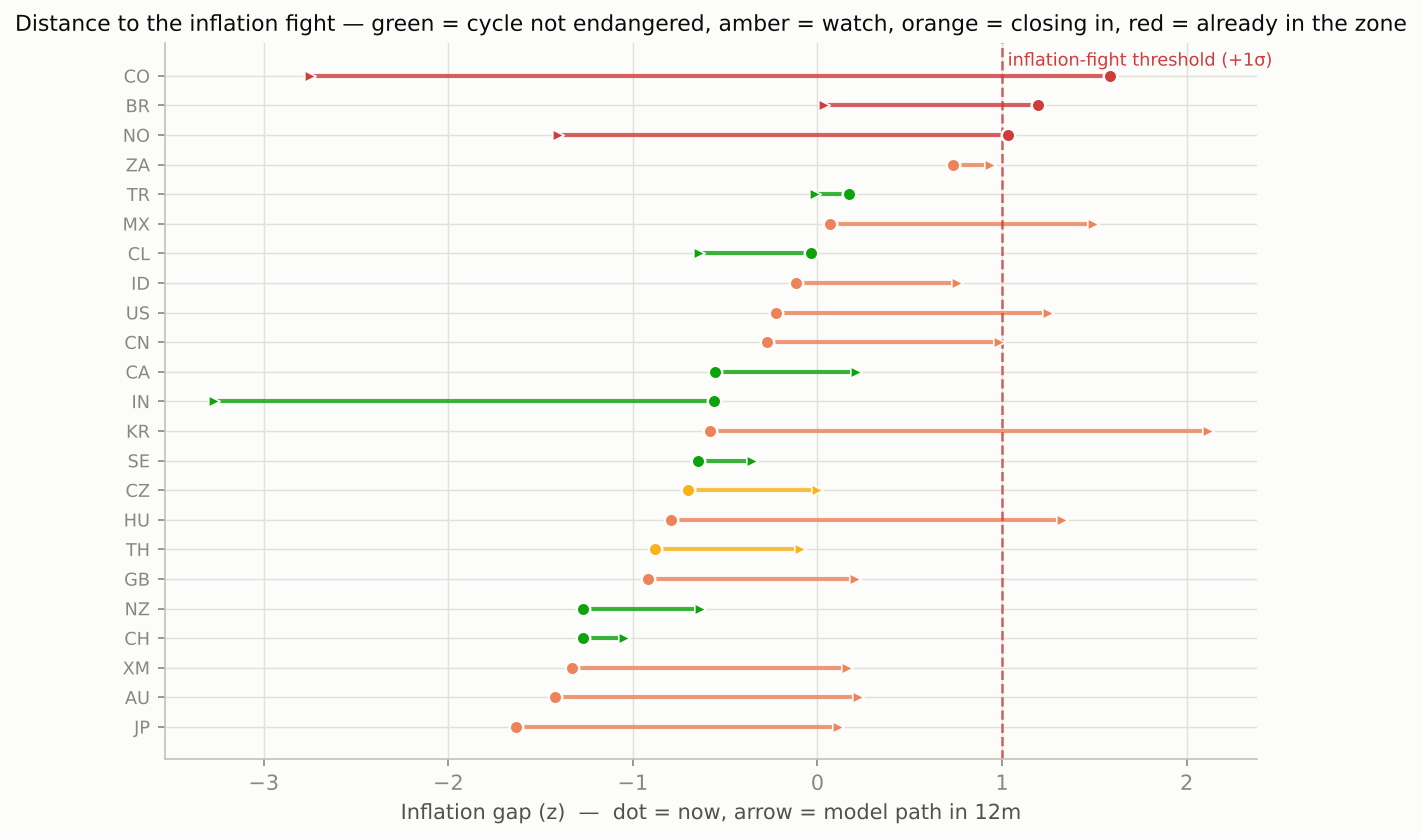 Distance to the inflation fight — green = cycle not endangered, amber = watch, orange = closing in, red = already in the zone
inflation-fight threshold (+1σ)
CO
BR
NO
ZA
TR
MX
CL
ID
US
CN
CA
IN
KR
SE
CZ
HU
TH
GB
NZ
CH
XM
AU
JP
−3 −2 −1 0 1 2
Inflation gap (z) — dot = now, arrow = model path in 12m